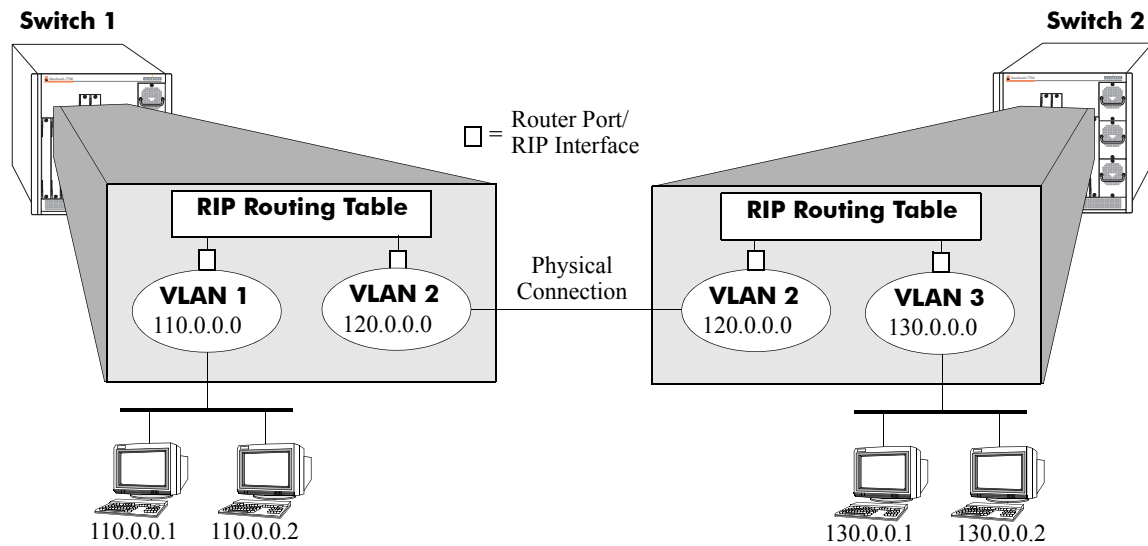 Switch 1
Switch 2
= Router Port/
RIP Interface
RIP Routing Table
RIP Routing Table
VLAN 1
110.0.0.0
VLAN 2
120.0.0.0
Physical
Connection
VLAN 2
120.0.0.0
VLAN 3
130.0.0.0
110.0.0.1
110.0.0.2
130.0.0.1
130.0.0.2